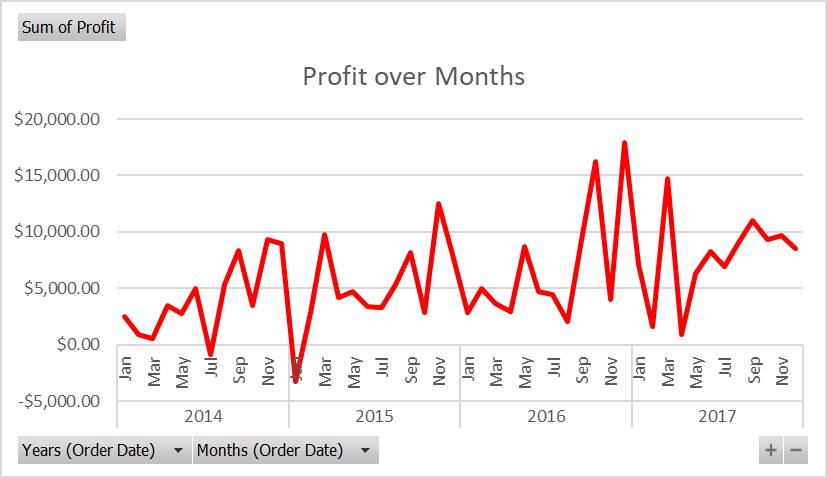 Sum of Profit
Profit over Months
$20,000.00
$15,000.00
$10,000.00
$5,000.00
$0.00
-$5,000.00
Jan Mar May Jul Sep Nov Jan Mar May Jul Sep Nov Jan Mar May Jul Sep Nov Jan Mar May Jul Sep Nov
2014 2015 2016 2017
Years (Order Date) Months (Order Date) + −